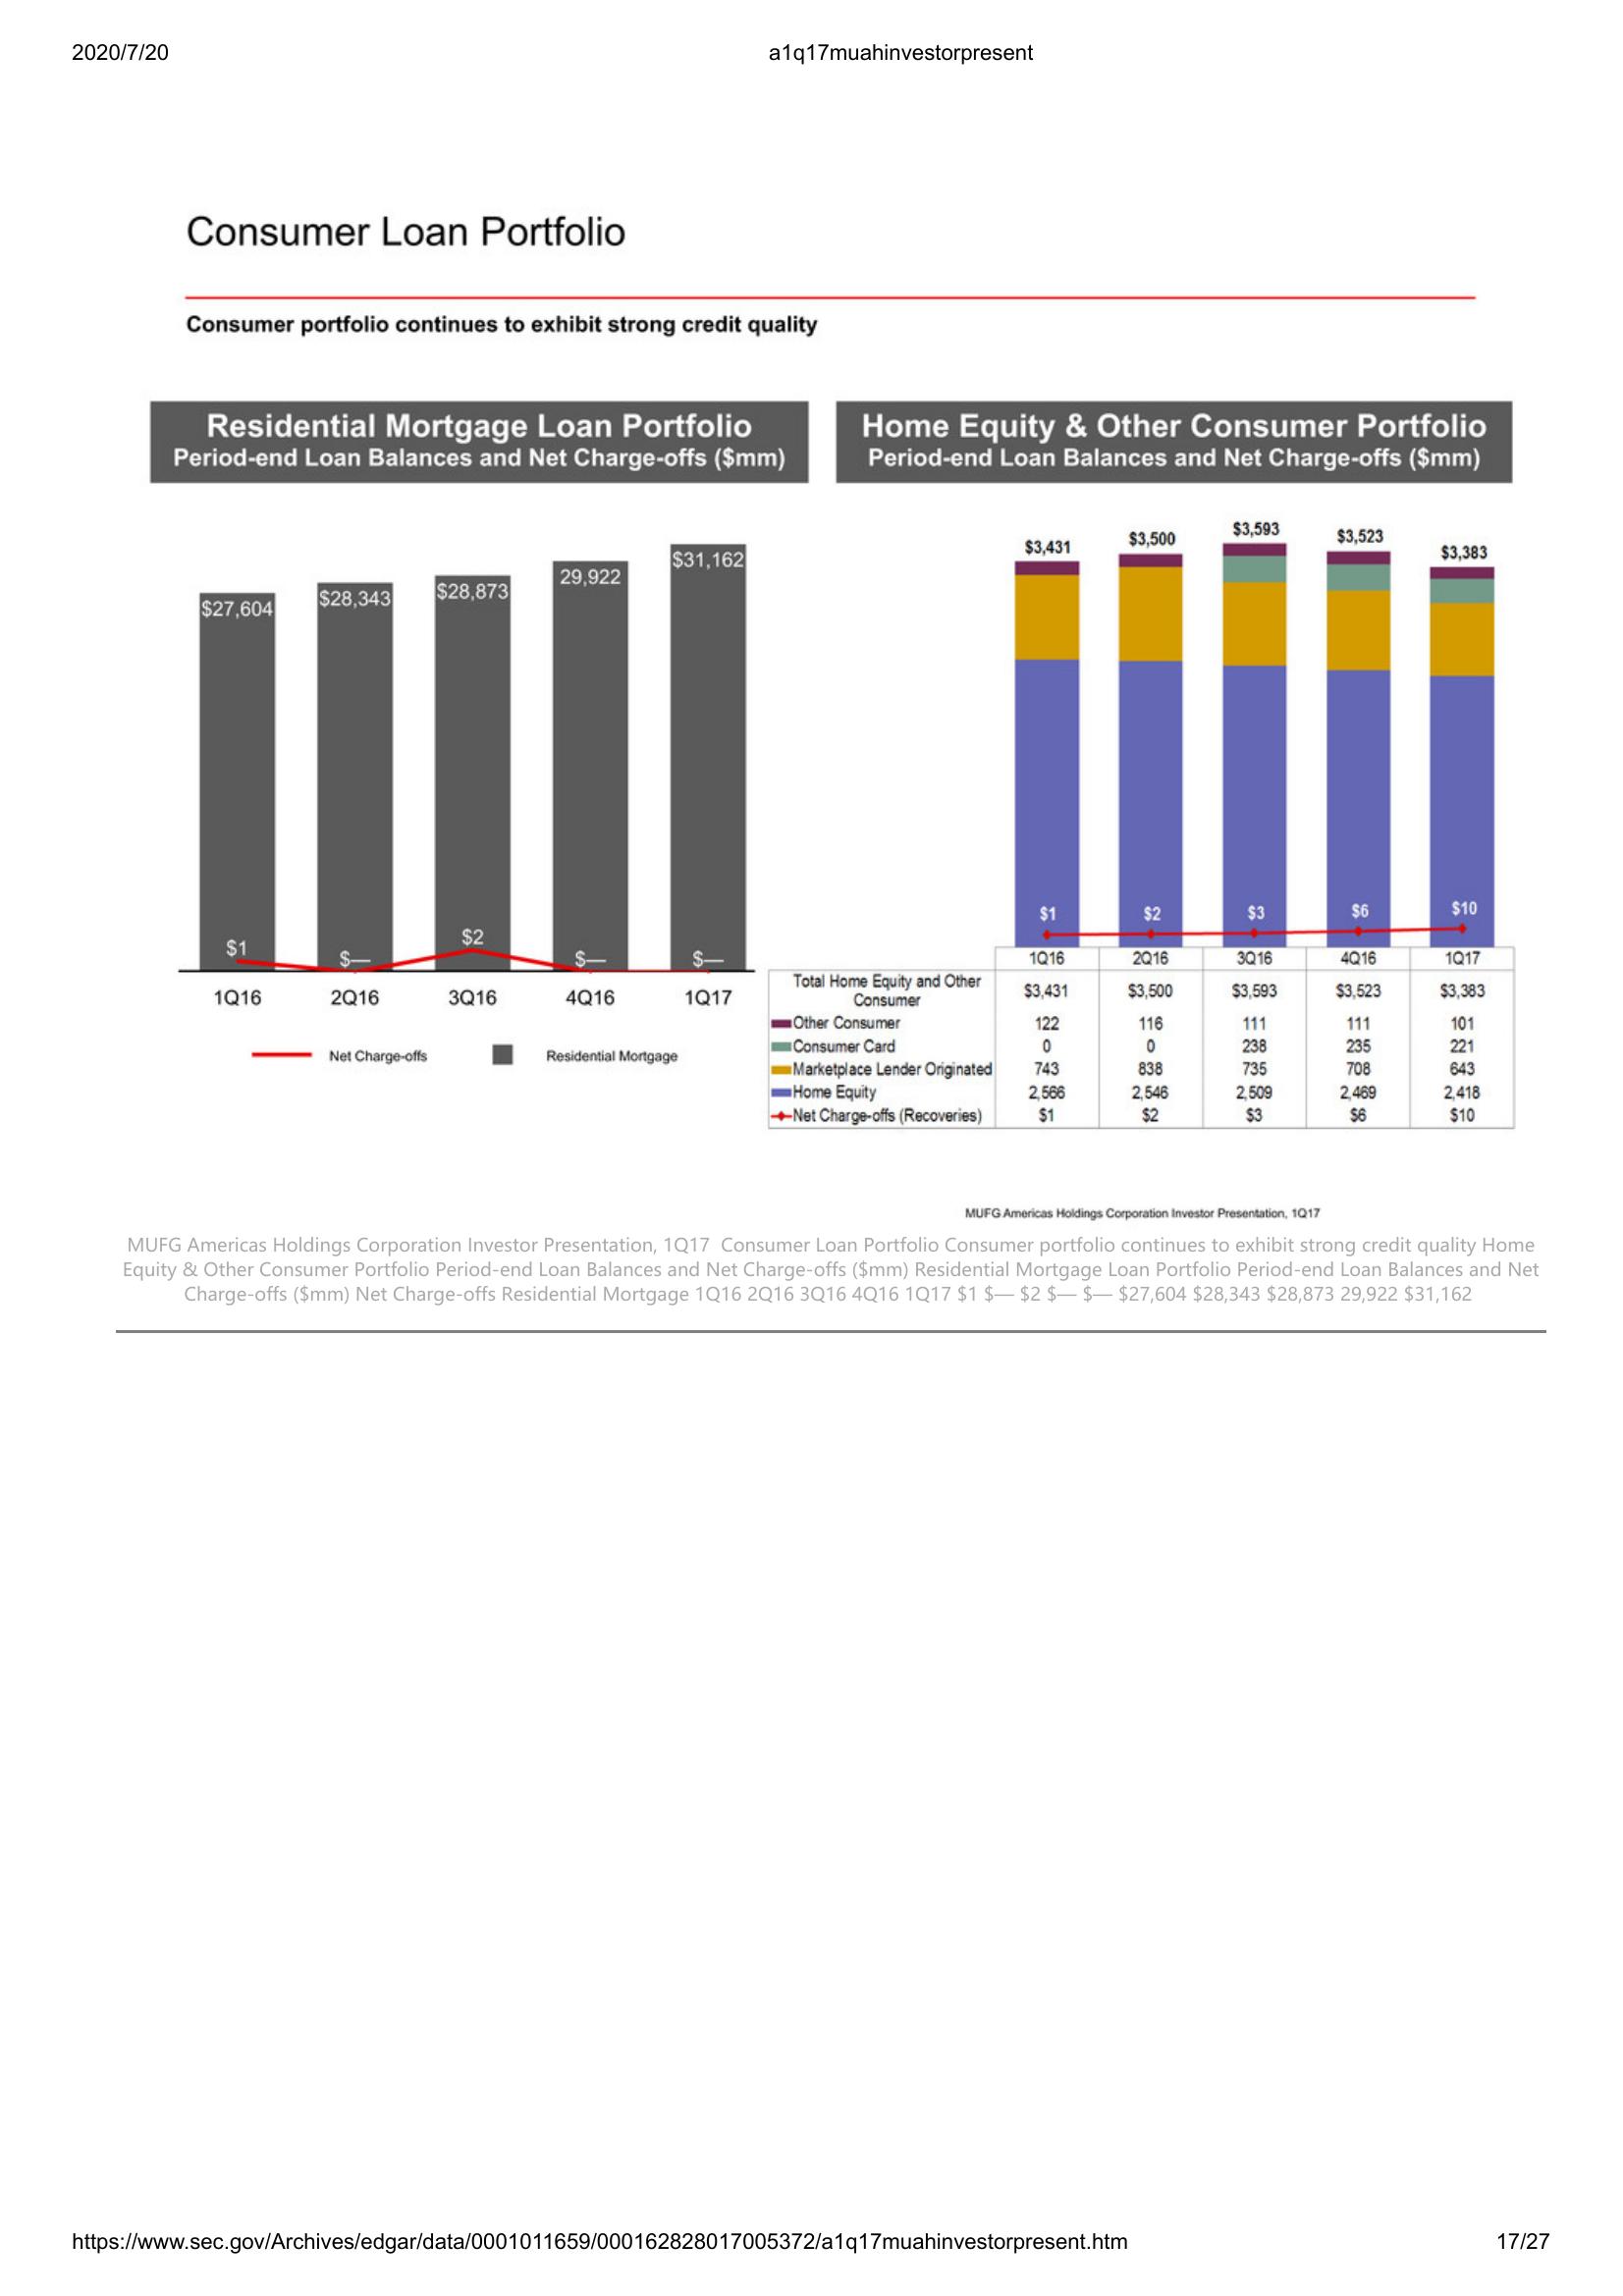 2020/7/20
a1q17muahinvestorpresent
Consumer Loan Portfolio
Consumer portfolio continues to exhibit strong credit quality
Residential Mortgage Loan Portfolio
Period-end Loan Balances and Net Charge-offs ($mm)
$27,604 $28,343 $28,873 29,922 $31,162
$1 $— $2 $— $—
1Q16 2Q16 3Q16 4Q16 1Q17
Net Charge-offs Residential Mortgage
Home Equity & Other Consumer Portfolio
Period-end Loan Balances and Net Charge-offs ($mm)
$3,431 $3,500 $3,593 $3,523 $3,383
$1 $2 $3 $6 $10
1Q16 2Q16 3Q16 4Q16 1Q17
Total Home Equity and Other
Consumer
$3,431 $3,500 $3,593 $3,523 $3,383
Other Consumer 122 116 111 111 101
Consumer Card 0 0 238 235 221
Marketplace Lender Originated 743 838 735 708 643
Home Equity 2,566 2,546 2,509 2,469 2,418
Net Charge-offs (Recoveries) $1 $2 $3 $6 $10
MUFG Americas Holdings Corporation Investor Presentation, 1Q17
MUFG Americas Holdings Corporation Investor Presentation, 1Q17 Consumer Loan Portfolio Consumer portfolio continues to exhibit strong credit quality Home
Equity & Other Consumer Portfolio Period-end Loan Balances and Net Charge-offs ($mm) Residential Mortgage Loan Portfolio Period-end Loan Balances and Net
Charge-offs ($mm) Net Charge-offs Residential Mortgage 1Q16 2Q16 3Q16 4Q16 1Q17 $1 $— $2 $— $— $27,604 $28,343 $28,873 29,922 $31,162
https://www.sec.gov/Archives/edgar/data/0001011659/000162828017005372/a1q17muahinvestorpresent.htm
17/27